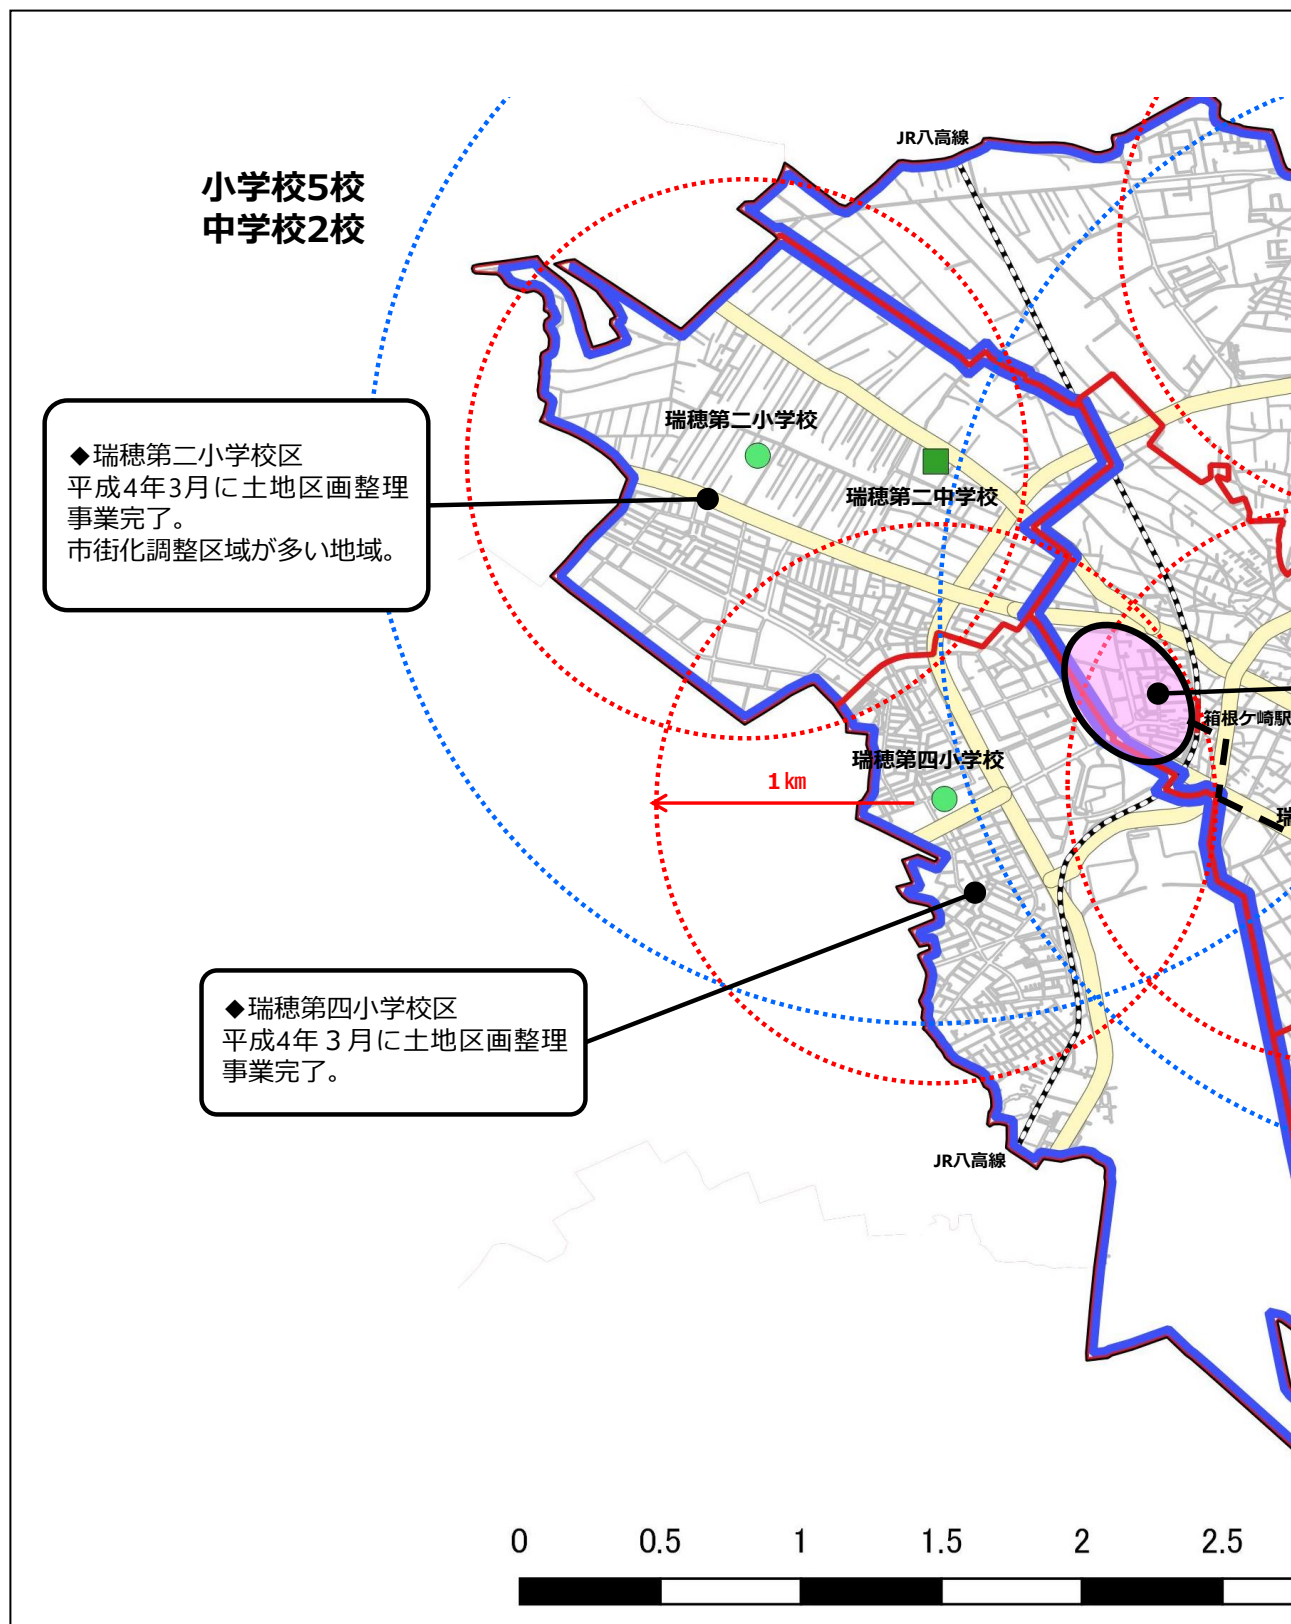 JR八高線
小学校5校
中学校2校
瑞穂第二小学校
◆瑞穂第二小学校区
平成4年3月に土地区画整理
事業完了。
市街化調整区域が多い地域。
瑞穂第二中学校
箱根ケ崎駅
瑞穂第四小学校
1㎞
瑞
◆瑞穂第四小学校区
平成4年３月に土地区画整理
事業完了。
JR八高線
0 0.5 1 1.5 2 2.5